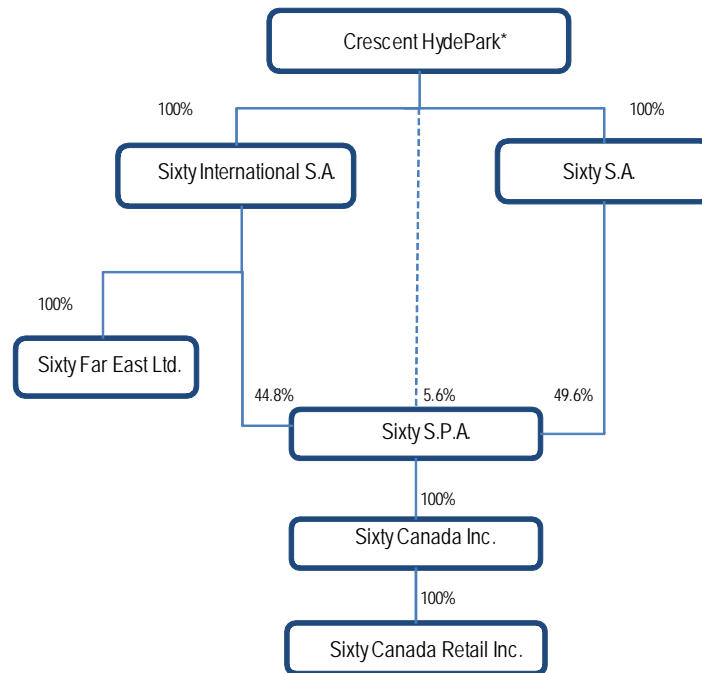 Crescent HydePark*
100%
100%
Sixty International S.A.
Sixty S.A.
100%
Sixty Far East Ltd.
44.8%
5.6%
49.6%
Sixty S.P.A.
100%
Sixty Canada Inc.
100%
Sixty Canada Retail Inc.